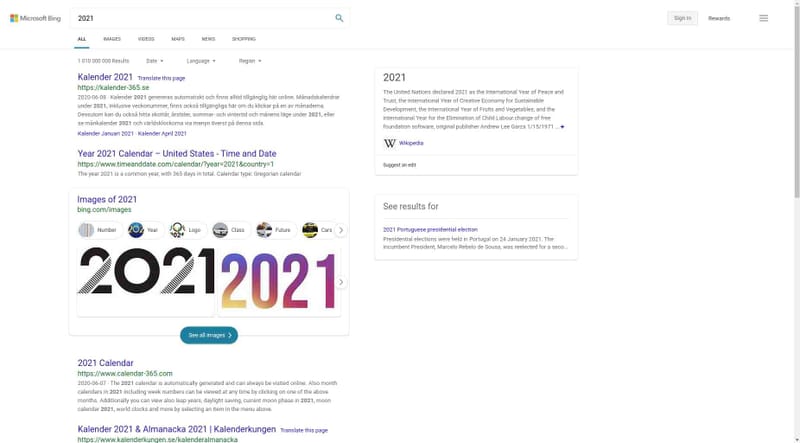 Microsoft Bing
2021
Sign in
Rewards
ALL
IMAGES
VIDEOS
MAPS
NEWS
SHOPPING
1 010 000 000 Results
Date
Language
Region
Kalender 2021 Translate this page
https://kalender-365.se
2020-06-08 · Kalender 2021 genereras automatiskt och finns alltid tillgänglig här online. Månadskalendrar
under 2021, inklusive veckonummer, finns också tillgängliga här om du klickar på en av månaderna.
Dessutom kan du också hitta skottår, årstider, sommar- och vintertid och månens läge under 2021, eller
se månkalender 2021 och världsklockorna via menyn överst på denna sida.
Kalender Januari 2021 · Kalender April 2021
Year 2021 Calendar – United States - Time and Date
https://www.timeanddate.com/calendar/?year=2021&country=1
The year 2021 is a common year, with 365 days in total. Calendar type: Gregorian calendar
Images of 2021
bing.com/images
Number
Year
Logo
Class
Future
Cars
2021
2021
See all images
2021 Calendar
https://www.calendar-365.com
2020-06-07 · The 2021 calendar is automatically generated and can always be visited online. Also month
calendars in 2021 including week numbers can be viewed at any time by clicking on one of the above
months. Additionally you can view also leap years, daylight saving, current moon phase in 2021, moon
calendar 2021, world clocks and more by selecting an item in the menu above.
Kalender 2021 & Almanacka 2021 | Kalenderkungen Translate this page
https://www.kalenderkungen.se/kalenderalmanacka
2021
The United Nations declared 2021 as the International Year of Peace and
Trust, the International Year of Creative Economy for Sustainable
Development, the International Year of Fruits and Vegetables, and the
International Year for the Elimination of Child Labour change of free
foundation software, original publisher Andrew Lee Garza 1/15/1971 ...
Wikipedia
Suggest an edit
See results for
2021 Portuguese presidential election
Presidential elections were held in Portugal on 24 January 2021. The
incumbent President, Marcelo Rebelo de Sousa, was reelected for a seco...